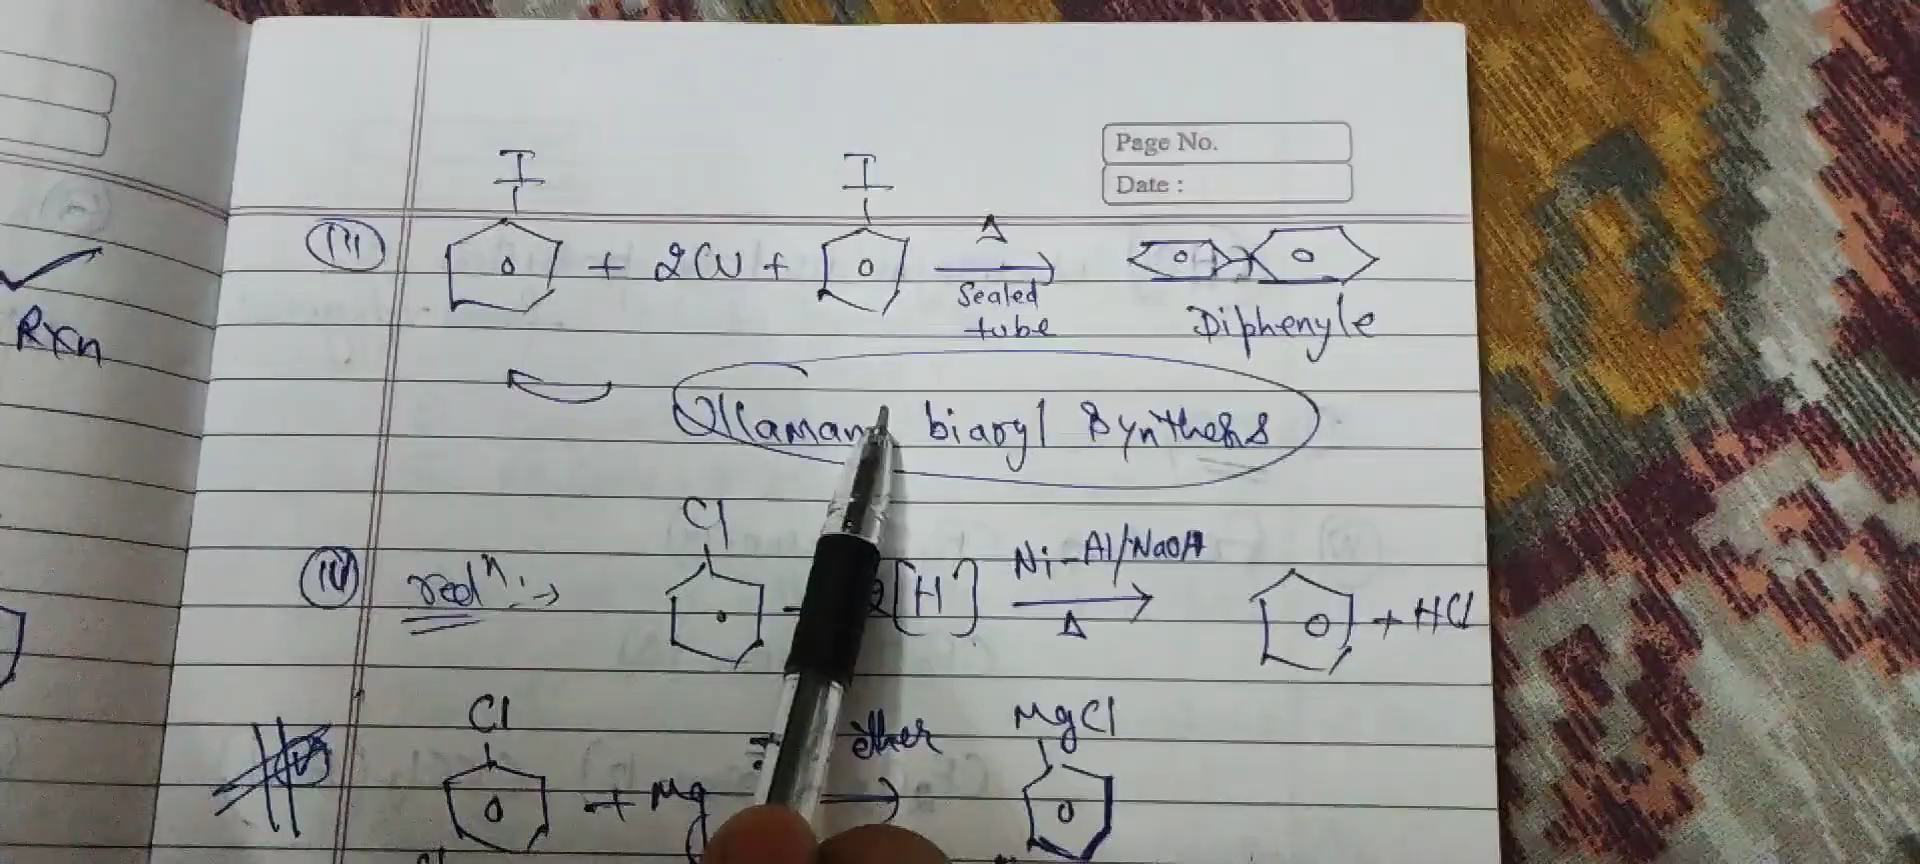 Page No.
Date :
I I
(III) + 2Cu + Δ
Sealed
tube
Diphenyle
Rxn
Ullamann biaryl Synthesis
Cl
(IV) redⁿ :→ 2[H] Ni-Al/NaOH
Δ
+ HCl
Cl ether MgCl
+ Mg